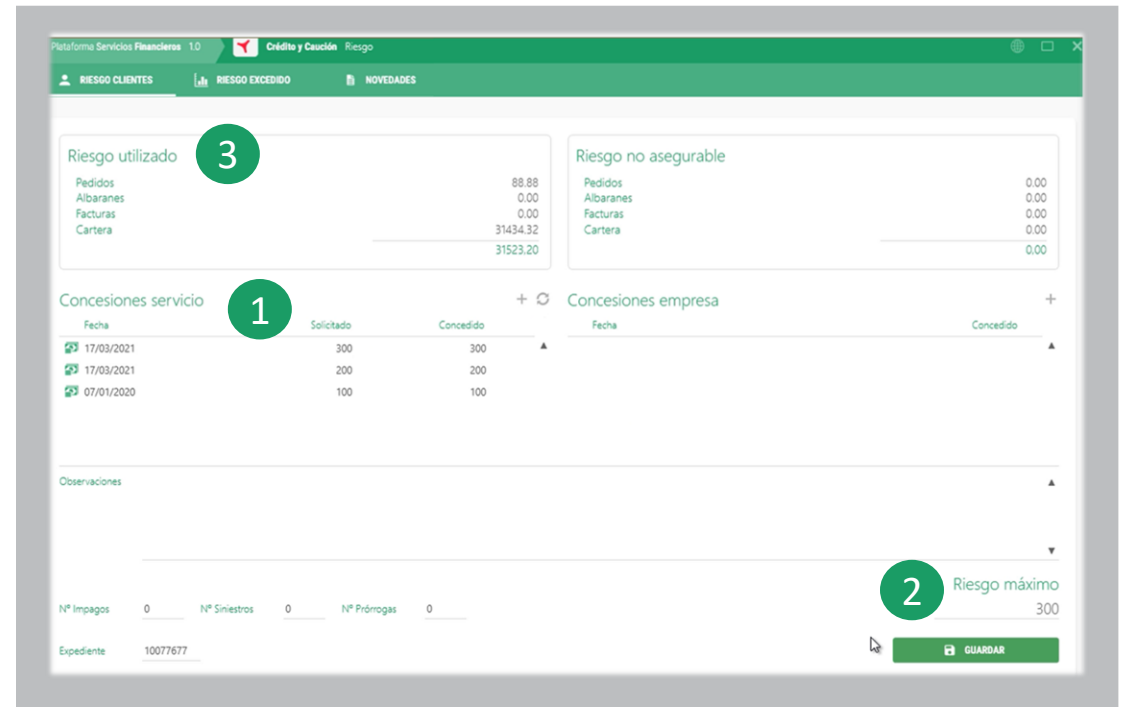 Plataforma Servicios Financieros 1.0 Crédito y Caución Riesgo
RIESGO CLIENTES RIESGO EXCEDIDO NOVEDADES
Riesgo utilizado 3
Pedidos 88.88
Albaranes 0.00
Facturas 0.00
Cartera 31434.32
31523.20
Riesgo no asegurable
Pedidos 0.00
Albaranes 0.00
Facturas 0.00
Cartera 0.00
0.00
Concesiones servicio 1 +
Fecha Solicitado Concedido
17/03/2021 300 300
17/03/2021 200 200
07/01/2020 100 100
Concesiones empresa +
Fecha Concedido
Observaciones
2 Riesgo máximo
300
Nº Impagos 0 Nº Siniestros 0 Nº Prórrogas 0
Expediente 10077677
GUARDAR